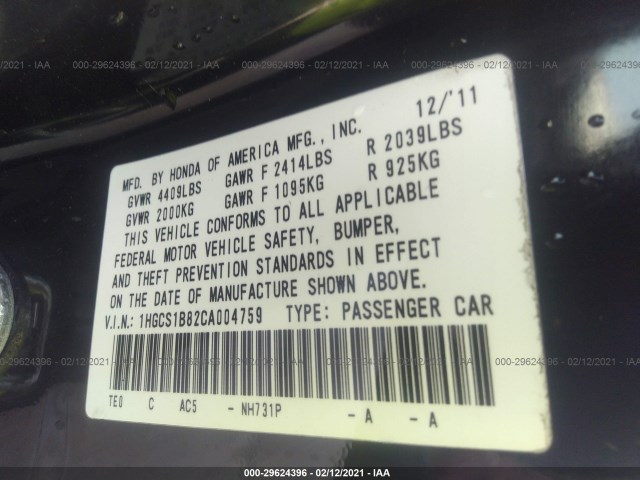 000-29624396 - 02/12/2021 - IAA
12/'11
MFD. BY HONDA OF AMERICA MFG., INC.
GVWR 4409LBS GAWR F 2414LBS R 2039LBS
GVWR 2000KG GAWR F 1095KG R 925KG
THIS VEHICLE CONFORMS TO ALL APPLICABLE
FEDERAL MOTOR VEHICLE SAFETY, BUMPER,
AND THEFT PREVENTION STANDARDS IN EFFECT
ON THE DATE OF MANUFACTURE SHOWN ABOVE.
V.I.N.: 1HGCS1B82CA004759 TYPE: PASSENGER CAR
TE0 C AC5 - NH731P - A - A
000-29624396 - 02/12/2021 - IAA